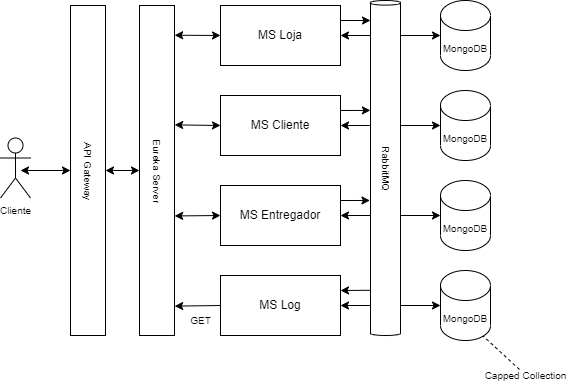 MS Loja
MongoDB
MS Cliente
MongoDB
API Gateway
Eureka Server
RabbitMQ
Cliente
MS Entregador
MongoDB
MS Log
MongoDB
GET
Capped Collection